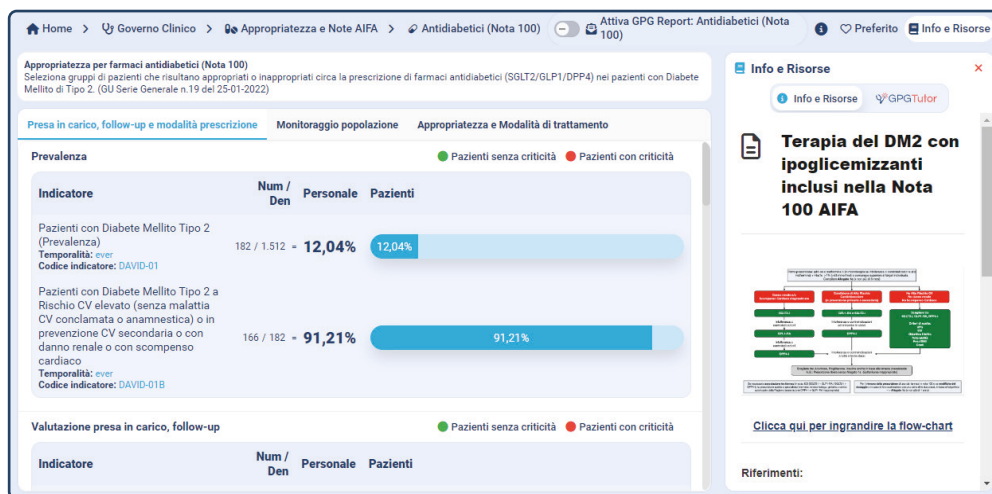 Home > Governo Clinico > Appropriatezza e Note AIFA > Antidiabetici (Nota 100)
Attiva GPG Report: Antidiabetici (Nota 100)
Preferito
Info e Risorse
Appropriatezza per farmaci antidiabetici (Nota 100)
Seleziona gruppi di pazienti che risultano appropriati o inappropriati circa la prescrizione di farmaci antidiabetici (SGLT2/GLP1/DPP4) nei pazienti con Diabete
Mellito di Tipo 2. (GU Serie Generale n.19 del 25-01-2022)
Presa in carico, follow-up e modalità prescrizione
Monitoraggio popolazione
Appropriatezza e Modalità di trattamento
Prevalenza
Pazienti senza criticità
Pazienti con criticità
Indicatore
Num /
Den
Personale
Pazienti
Pazienti con Diabete Mellito Tipo 2
(Prevalenza)
Temporalità: ever
Codice indicatore: DAVID-01
182 / 1.512 = 12,04%
12,04%
Pazienti con Diabete Mellito Tipo 2 a
Rischio CV elevato (senza malattia
CV conclamata o anamnestica) o in
prevenzione CV secondaria o con
danno renale o con scompenso
cardiaco
Temporalità: ever
Codice indicatore: DAVID-01B
166 / 182 = 91,21%
91,21%
Valutazione presa in carico, follow-up
Pazienti senza criticità
Pazienti con criticità
Indicatore
Num /
Den
Personale
Pazienti
Info e Risorse
×
Info e Risorse
GPGTutor
Terapia del DM2 con
ipoglicemizzanti
inclusi nella Nota
100 AIFA
Clicca qui per ingrandire la flow-chart
Riferimenti: